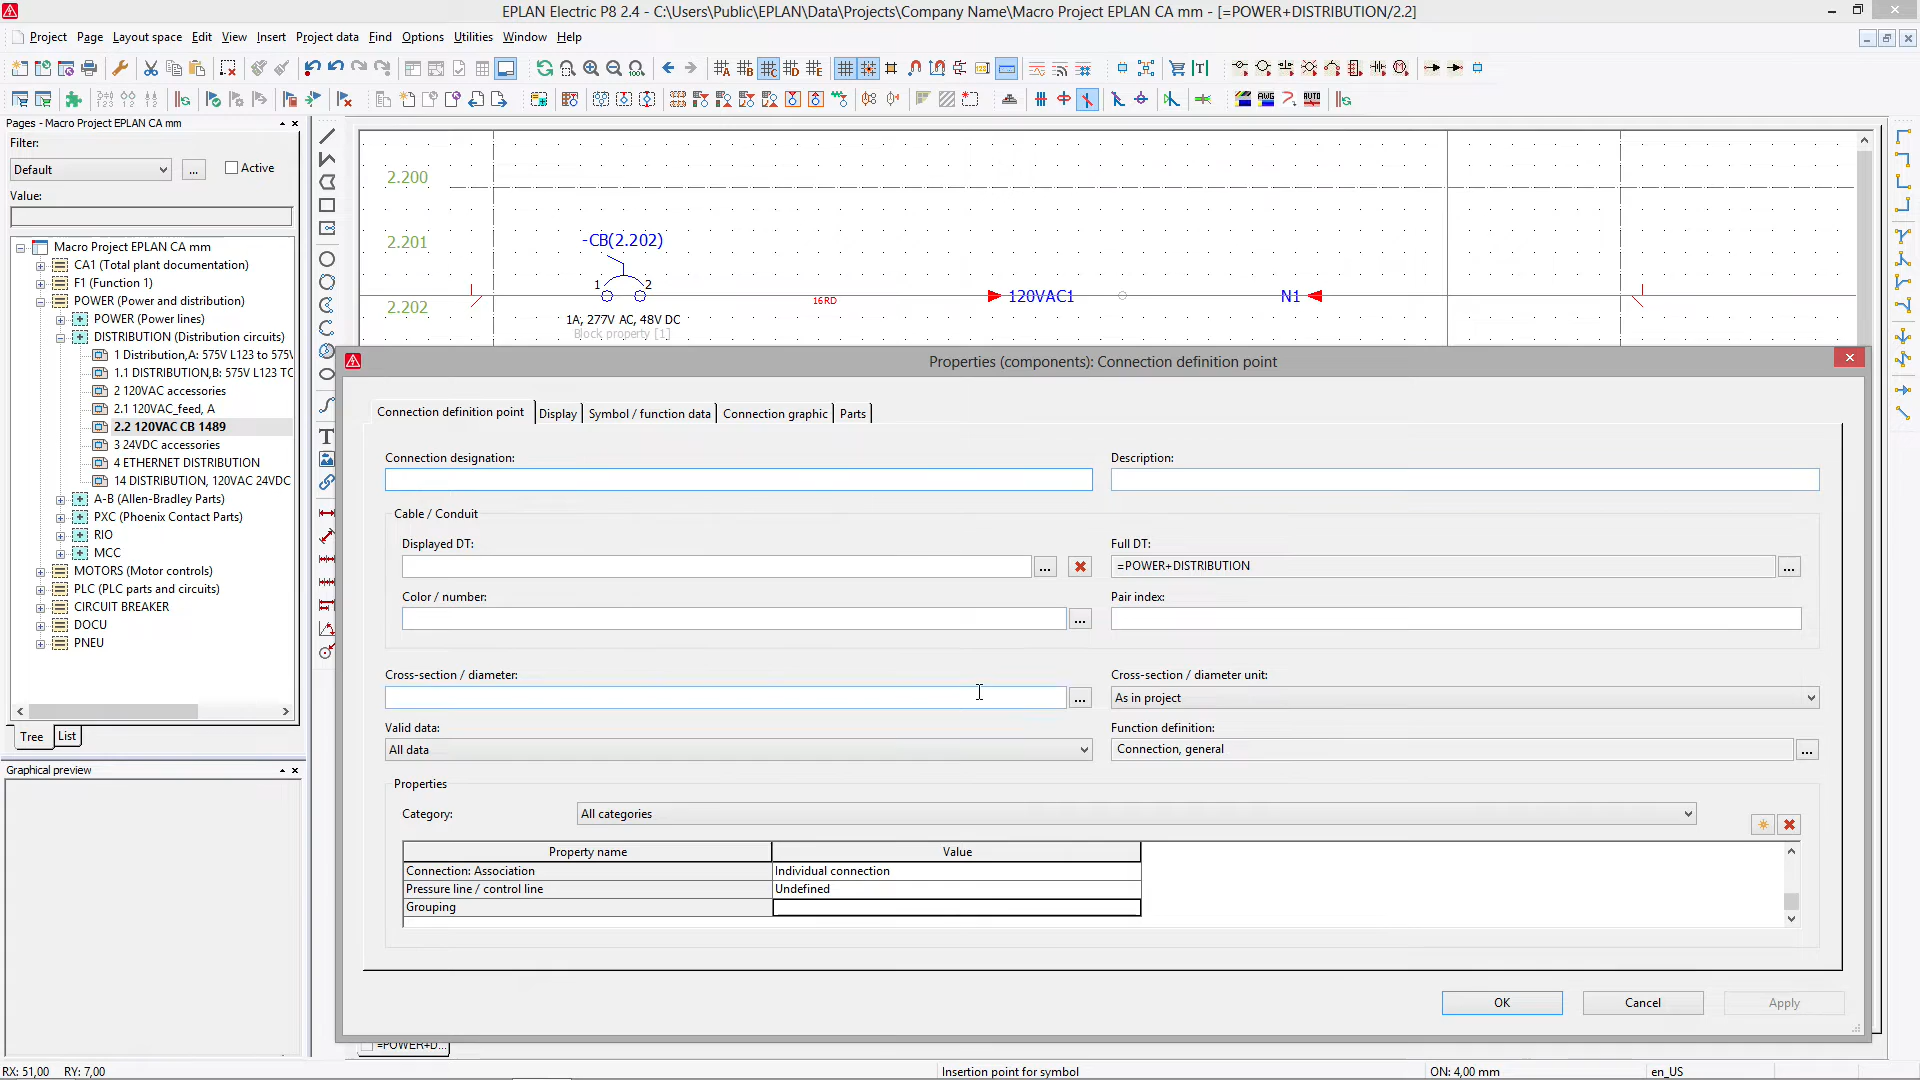 EPLAN Electric P8 2.4 - C:\Users\Public\EPLAN\Data\Projects\Company Name\Macro Project EPLAN CA mm - [=POWER+DISTRIBUTION/2.2]
Project Page Layout space Edit View Insert Project data Find Options Utilities Window Help
Pages - Macro Project EPLAN CA mm
Filter:
Default
...
Active
Value:
Macro Project EPLAN CA mm
CA1 (Total plant documentation)
F1 (Function 1)
POWER (Power and distribution)
POWER (Power lines)
DISTRIBUTION (Distribution circuits)
1 Distribution,A: 575V L123 to 575V
1.1 DISTRIBUTION,B: 575V L123 TC
2 120VAC accessories
2.1 120VAC_feed, A
2.2 120VAC CB 1489
3 24VDC accessories
4 ETHERNET DISTRIBUTION
14 DISTRIBUTION, 120VAC 24VDC
A-B (Allen-Bradley Parts)
PXC (Phoenix Contact Parts)
RIO
MCC
MOTORS (Motor controls)
PLC (PLC parts and circuits)
CIRCUIT BREAKER
DOCU
PNEU
Tree List
Graphical preview
2.200
2.201
-CB(2.202)
1 2
2.202
16RD
120VAC1
N1
1A, 277V AC, 48V DC
Block property [1]
Properties (components): Connection definition point
Connection definition point Display Symbol / function data Connection graphic Parts
Connection designation: Description:
Cable / Conduit
Displayed DT: Full DT:
... =POWER+DISTRIBUTION ...
Color / number: Pair index:
...
Cross-section / diameter: Cross-section / diameter unit:
... As in project
Valid data: Function definition:
All data Connection, general ...
Properties
Category: All categories
Property name Value
Connection: Association Individual connection
Pressure line / control line Undefined
Grouping
OK Cancel Apply
=POWER+D...
RX: 51,00 RY: 7,00 Insertion point for symbol ON: 4,00 mm en_US